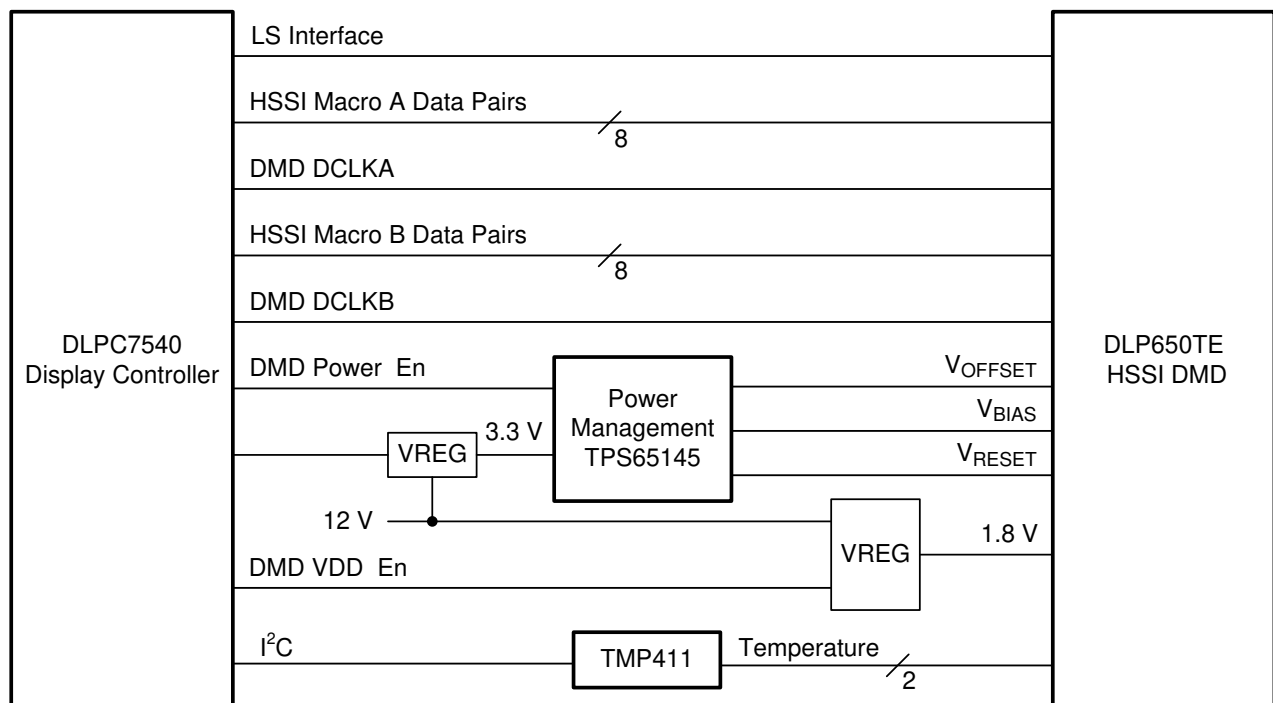 LS Interface
HSSI Macro A Data Pairs
8
DMD DCLKA
HSSI Macro B Data Pairs
8
DMD DCLKB
DLPC7540
Display Controller
DMD Power En
Power
Management
TPS65145
VOFFSET
VBIAS
VRESET
DLP650TE
HSSI DMD
VREG
3.3 V
12 V
VREG
1.8 V
DMD VDD En
I²C
TMP411
Temperature
2